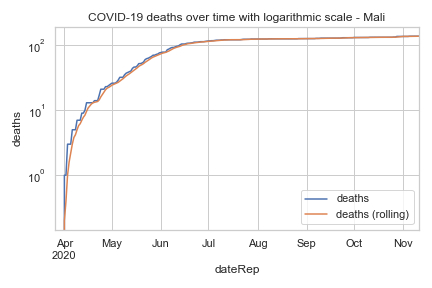 COVID-19 deaths over time with logarithmic scale - Mali
deaths
10²
10¹
10⁰
deaths
deaths (rolling)
Apr May Jun Jul Aug Sep Oct Nov
2020
dateRep